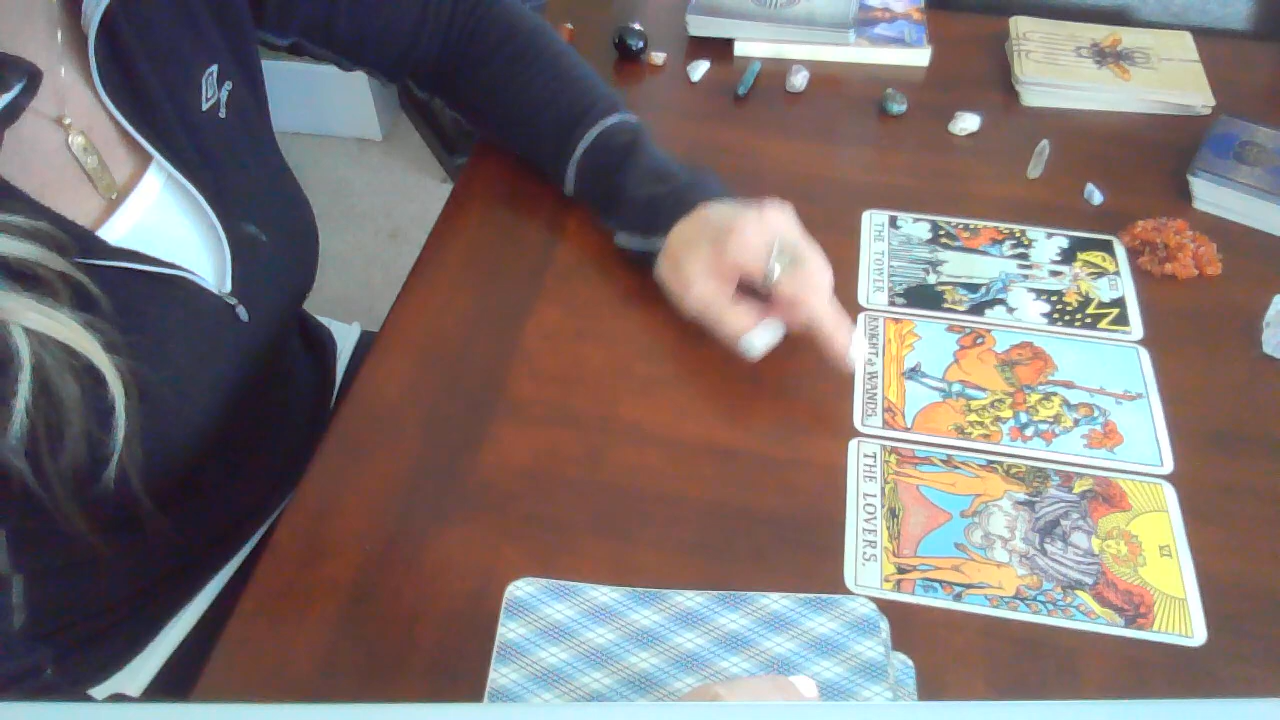 THE TOWER
XVI
KNIGHT of WANDS.
THE LOVERS.
VI